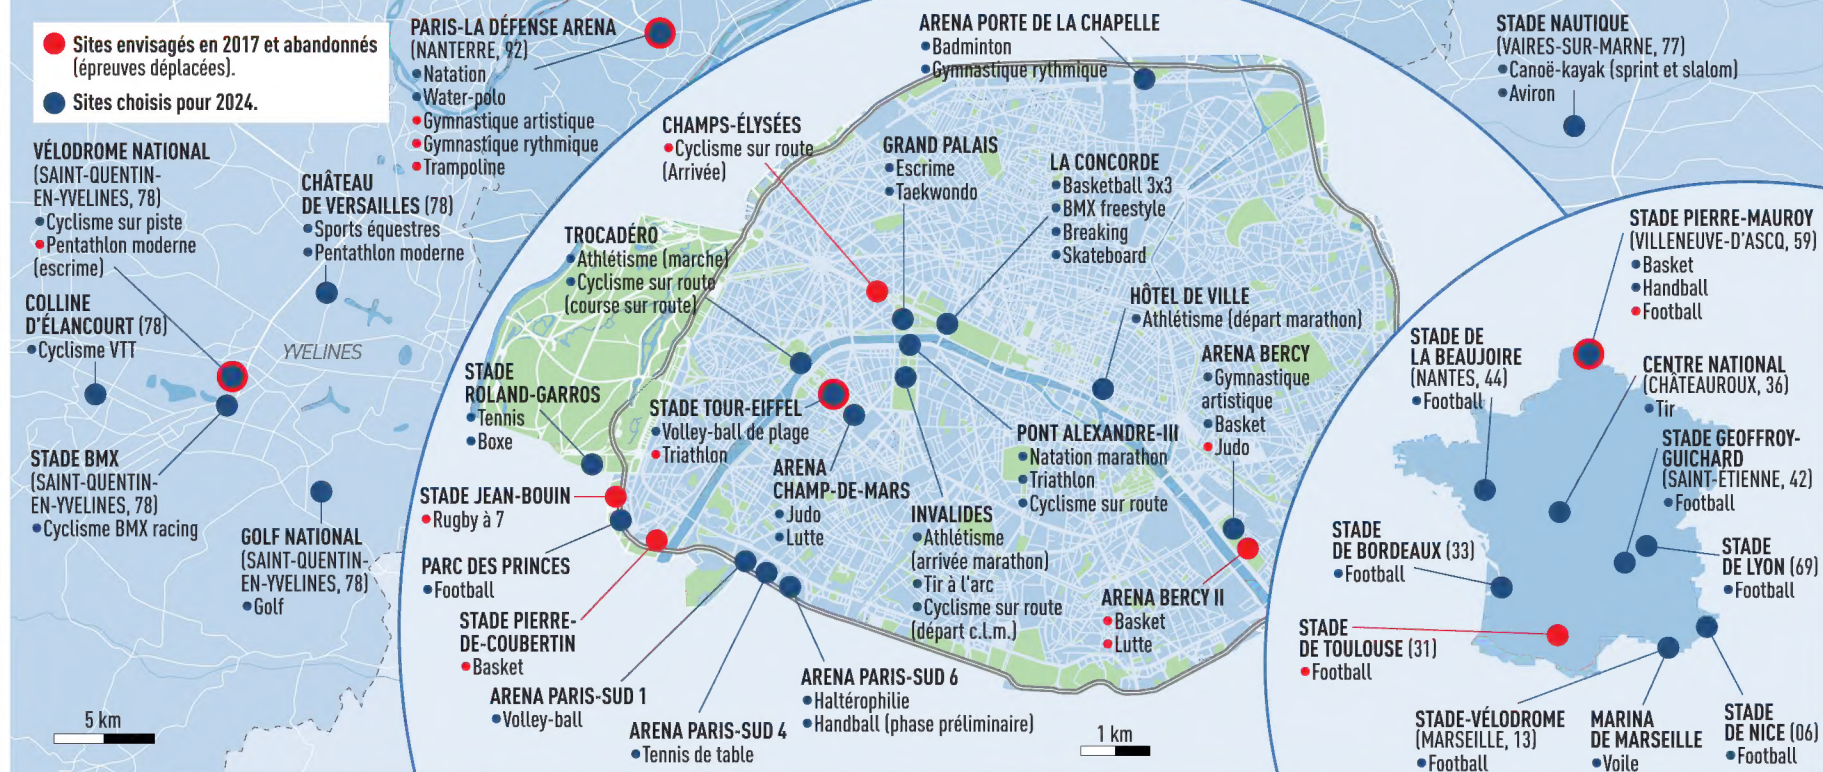 Sites envisagés en 2017 et abandonnés
(épreuves déplacées).
Sites choisis pour 2024.
VÉLODROME NATIONAL
(SAINT-QUENTIN-
EN-YVELINES, 78)
Cyclisme sur piste
Pentathlon moderne
(escrime)
COLLINE
D'ÉLANCOURT (78)
Cyclisme VTT
STADE BMX
(SAINT-QUENTIN-
EN-YVELINES, 78)
Cyclisme BMX racing
5 km
CHÂTEAU
DE VERSAILLES (78)
Sports équestres
Pentathlon moderne
YVELINES
GOLF NATIONAL
(SAINT-QUENTIN-
EN-YVELINES, 78)
Golf
PARIS-LA DÉFENSE ARENA
(NANTERRE, 92)
Natation
Water-polo
Gymnastique artistique
Gymnastique rythmique
Trampoline
ARENA PORTE DE LA CHAPELLE
Badminton
Gymnastique rythmique
CHAMPS-ÉLYSÉES
Cyclisme sur route
(Arrivée)
GRAND PALAIS
Escrime
Taekwondo
LA CONCORDE
Basketball 3x3
BMX freestyle
Breaking
Skateboard
TROCADÉRO
Athlétisme (marche)
Cyclisme sur route
(course sur route)
HÔTEL DE VILLE
Athlétisme (départ marathon)
ARENA BERCY
Gymnastique
artistique
Basket
Judo
STADE
ROLAND-GARROS
Tennis
Boxe
STADE TOUR-EIFFEL
Volley-ball de plage
Triathlon
ARENA
CHAMP-DE-MARS
Judo
Lutte
PONT ALEXANDRE-III
Natation marathon
Triathlon
Cyclisme sur route
INVALIDES
Athlétisme
(arrivée marathon)
Tir à l'arc
Cyclisme sur route
(départ c.l.m.)
STADE JEAN-BOUIN
Rugby à 7
PARC DES PRINCES
Football
STADE PIERRE-
DE-COUBERTIN
Basket
ARENA PARIS-SUD 1
Volley-ball
ARENA PARIS-SUD 4
Tennis de table
ARENA PARIS-SUD 6
Haltérophilie
Handball (phase préliminaire)
ARENA BERCY II
Basket
Lutte
1 km
STADE NAUTIQUE
(VAIRES-SUR-MARNE, 77)
Canoë-kayak (sprint et slalom)
Aviron
STADE PIERRE-MAUROY
(VILLENEUVE-D'ASCQ, 59)
Basket
Handball
Football
STADE DE
LA BEAUJOIRE
(NANTES, 44)
Football
CENTRE NATIONAL
(CHÂTEAUROUX, 36)
Tir
STADE GEOFFROY-
GUICHARD
(SAINT-ETIENNE, 42)
Football
STADE
DE BORDEAUX (33)
Football
STADE
DE LYON (69)
Football
STADE
DE TOULOUSE (31)
Football
STADE-VÉLODROME
(MARSEILLE, 13)
Football
MARINA
DE MARSEILLE
Voile
STADE
DE NICE (06)
Football